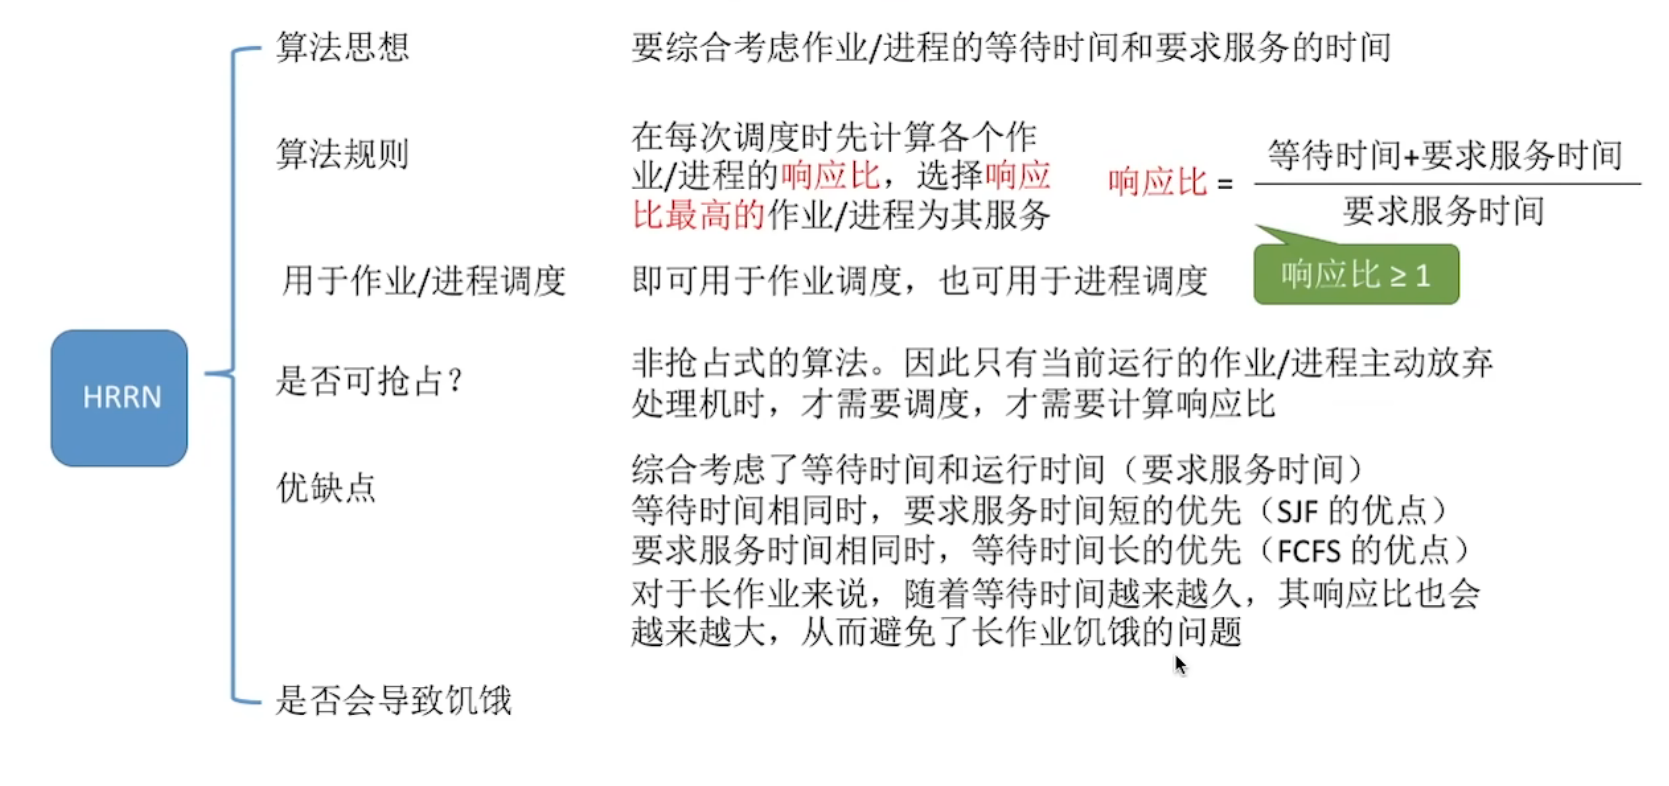 算法思想
要综合考虑作业/进程的等待时间和要求服务的时间
算法规则
在每次调度时先计算各个作
业/进程的响应比，选择响应
比最高的作业/进程为其服务
响应比 =
等待时间+要求服务时间
要求服务时间
响应比 ≥ 1
用于作业/进程调度
即可用于作业调度，也可用于进程调度
HRRN
是否可抢占？
非抢占式的算法。因此只有当前运行的作业/进程主动放弃
处理机时，才需要调度，才需要计算响应比
优缺点
综合考虑了等待时间和运行时间（要求服务时间）
等待时间相同时，要求服务时间短的优先（SJF 的优点）
要求服务时间相同时，等待时间长的优先（FCFS 的优点）
对于长作业来说，随着等待时间越来越久，其响应比也会
越来越大，从而避免了长作业饥饿的问题
是否会导致饥饿